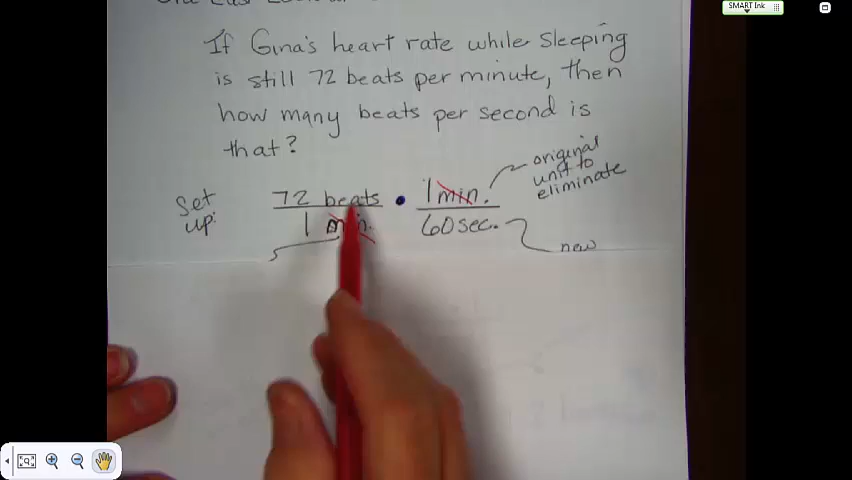 SMART Ink
If Gina's heart rate while sleeping
is still 72 beats per minute, then
how many beats per second is
that?
Set
up:
72 beats • 1 min.
1 min. 60 sec.
original
unit to
eliminate
new